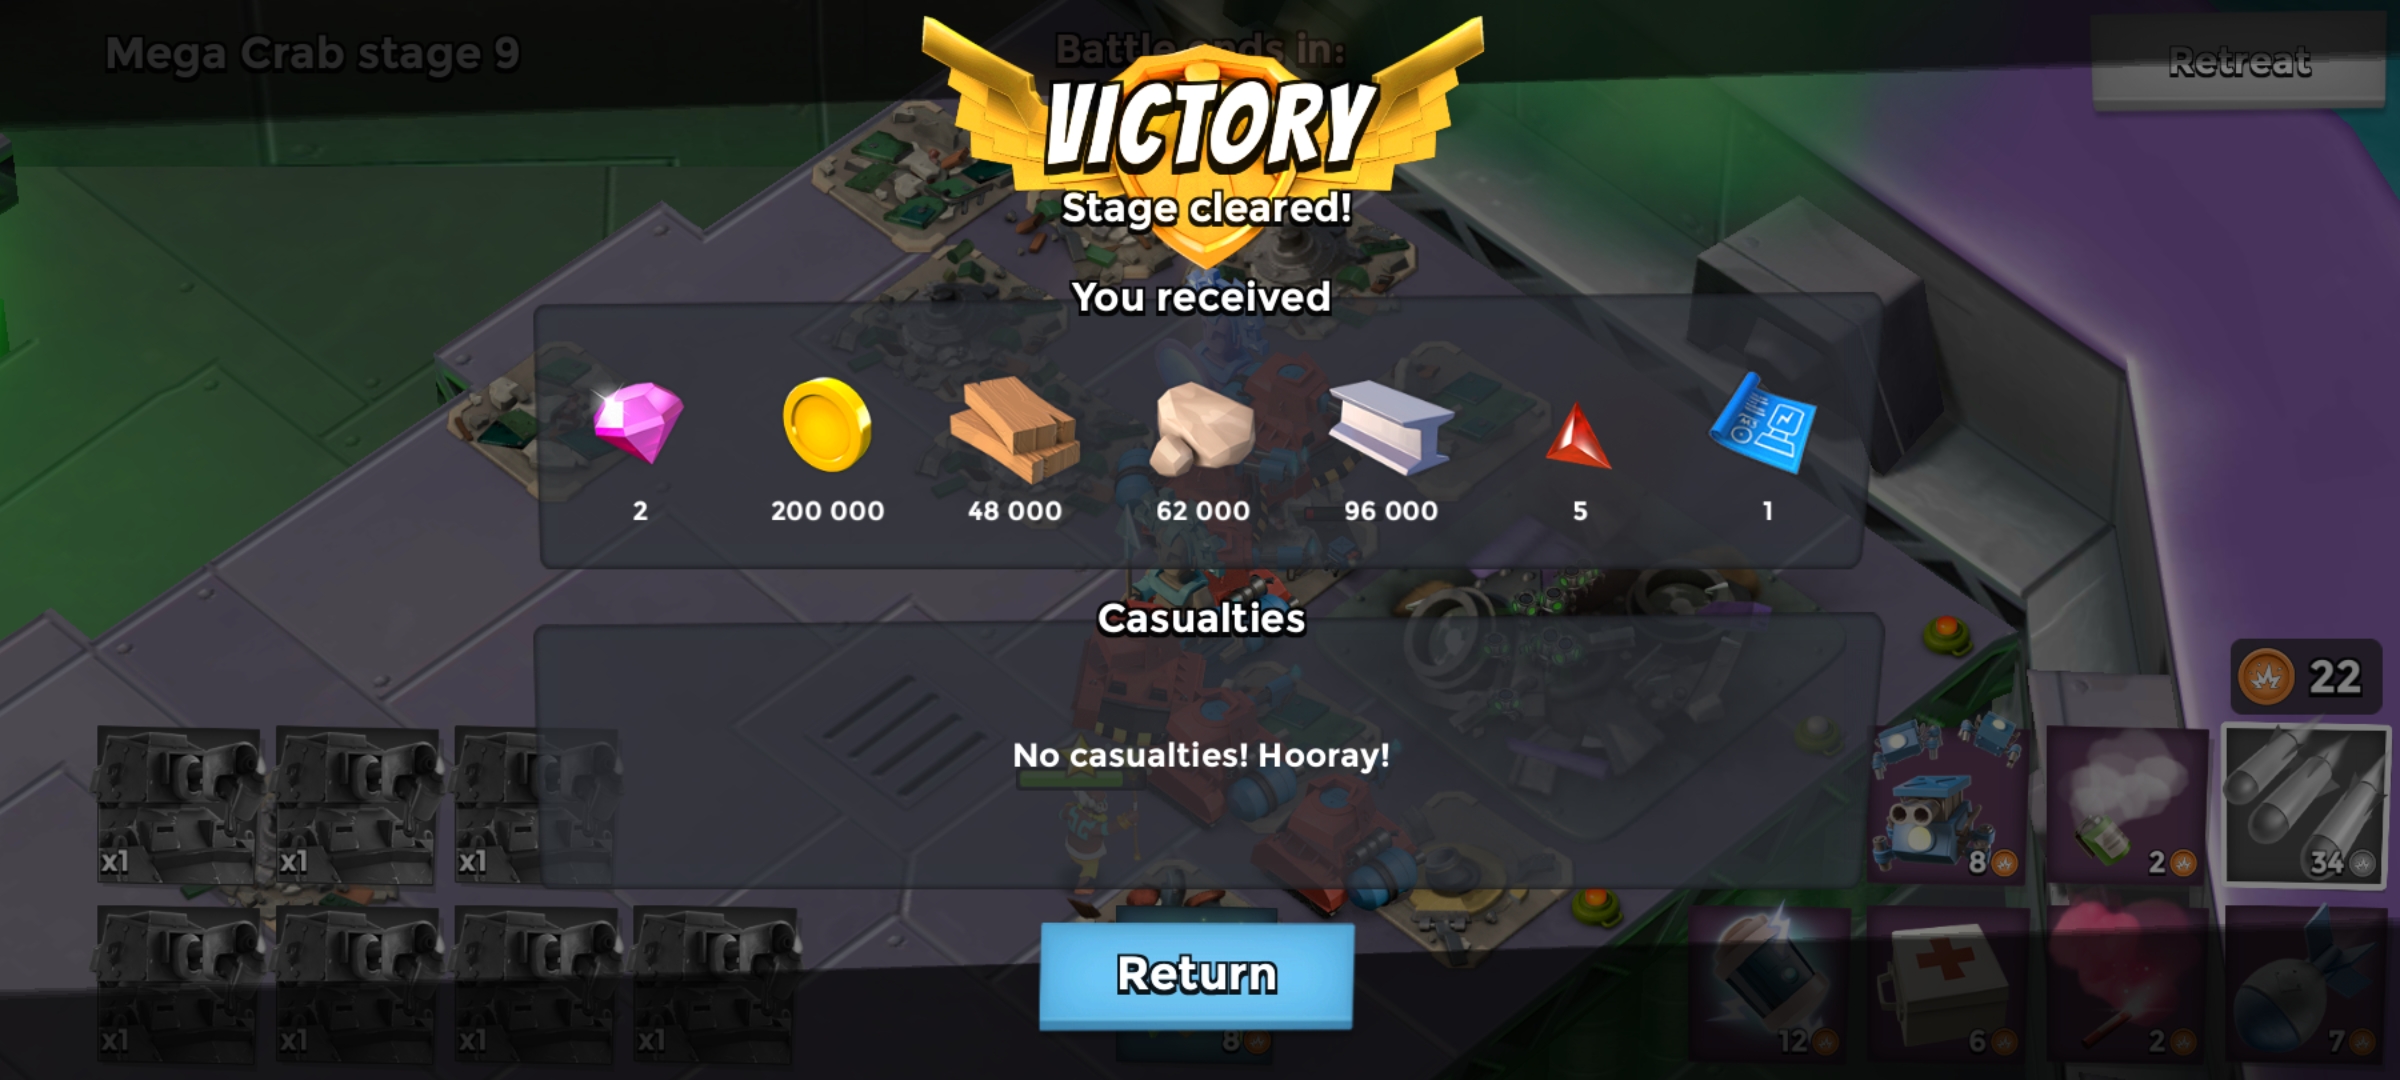 Mega Crab stage 9
Battle ends in:
Retreat
VICTORY
Stage cleared!
You received
2
200 000
48 000
62 000
96 000
5
1
Casualties
No casualties! Hooray!
22
x1
x1
x1
8
2
34
x1
x1
x1
x1
Return
8
12
6
2
7